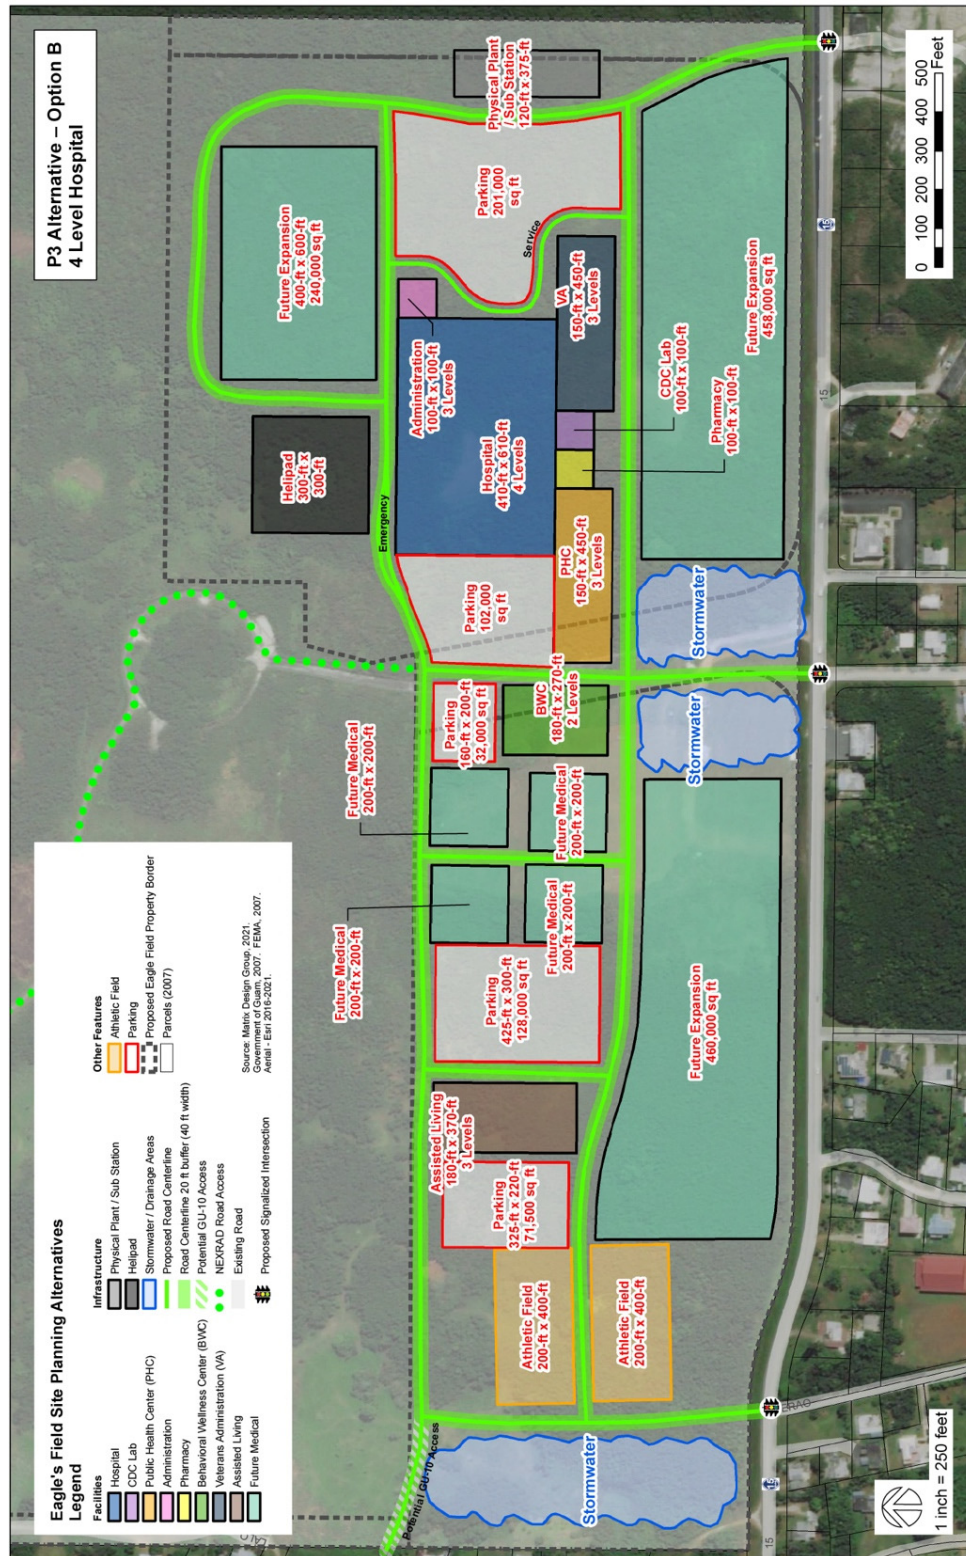 P3 Alternative – Option B
4 Level Hospital
Eagle's Field Site Planning Alternatives
Legend
Facilities
Hospital
CDC Lab
Public Health Center (PHC)
Administration
Pharmacy
Behavioral Wellness Center (BWC)
Veterans Administration (VA)
Assisted Living
Future Medical
Infrastructure
Physical Plant / Sub Station
Helipad
Stormwater / Drainage Areas
Proposed Road Centerline
Road Centerline 20 ft buffer (40 ft width)
Potential GU-10 Access
NEXRAD Road Access
Existing Road
Proposed Signalized Intersection
Other Features
Athletic Field
Parking
Proposed Eagle Field Property Border
Parcels (2007)
Source: Matrix Design Group, 2021.
Government of Guam, 2007. FEMA, 2007.
Aerial - Esri 2016-2021.
Future Expansion
400-ft x 600-ft
240,000 sq ft
Physical Plant
/ Sub Station
120-ft x 375-ft
Helipad
300-ft x
300-ft
Parking
201,000
sq ft
Service
Emergency
Administration
100-ft x 100-ft
3 Levels
Hospital
410-ft x 610-ft
4 Levels
VA
150-ft x 450-ft
3 Levels
CDC Lab
100-ft x 100-ft
Pharmacy
100-ft x 100-ft
PHC
150-ft x 450-ft
3 Levels
Parking
102,000
sq ft
Future Expansion
458,000 sq ft
Stormwater
Stormwater
Parking
160-ft x 200-ft
32,000 sq ft
BWC
180-ft x 270-ft
2 Levels
Future Medical
200-ft x 200-ft
Future Medical
200-ft x 200-ft
Future Medical
200-ft x 200-ft
Future Medical
200-ft x 200-ft
Parking
425-ft x 300-ft
128,000 sq ft
Future Expansion
460,000 sq ft
Assisted Living
180-ft x 370-ft
3 Levels
Parking
325-ft x 220-ft
71,500 sq ft
Athletic Field
200-ft x 400-ft
Athletic Field
200-ft x 400-ft
Potential GU-10 Access
Stormwater
15
15
15
1 inch = 250 feet
0 100 200 300 400 500
Feet